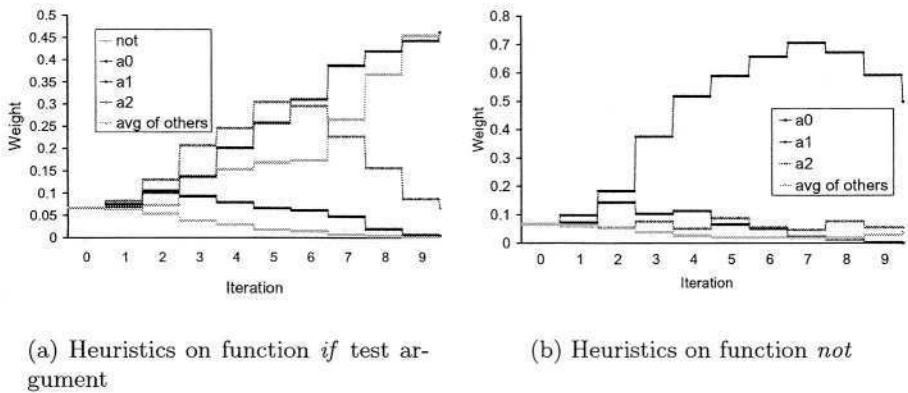 0.5
0.45
0.4
0.35
0.3
0.25
0.2
0.15
0.1
0.05
0
Weight
not
a0
a1
a2
avg of others
0 1 2 3 4 5 6 7 8 9
Iteration
(a) Heuristics on function if test ar-
gument
0.8
0.7
0.6
0.5
0.4
0.3
0.2
0.1
0
Weight
a0
a1
a2
avg of others
0 1 2 3 4 5 6 7 8 9
Iteration
(b) Heuristics on function not